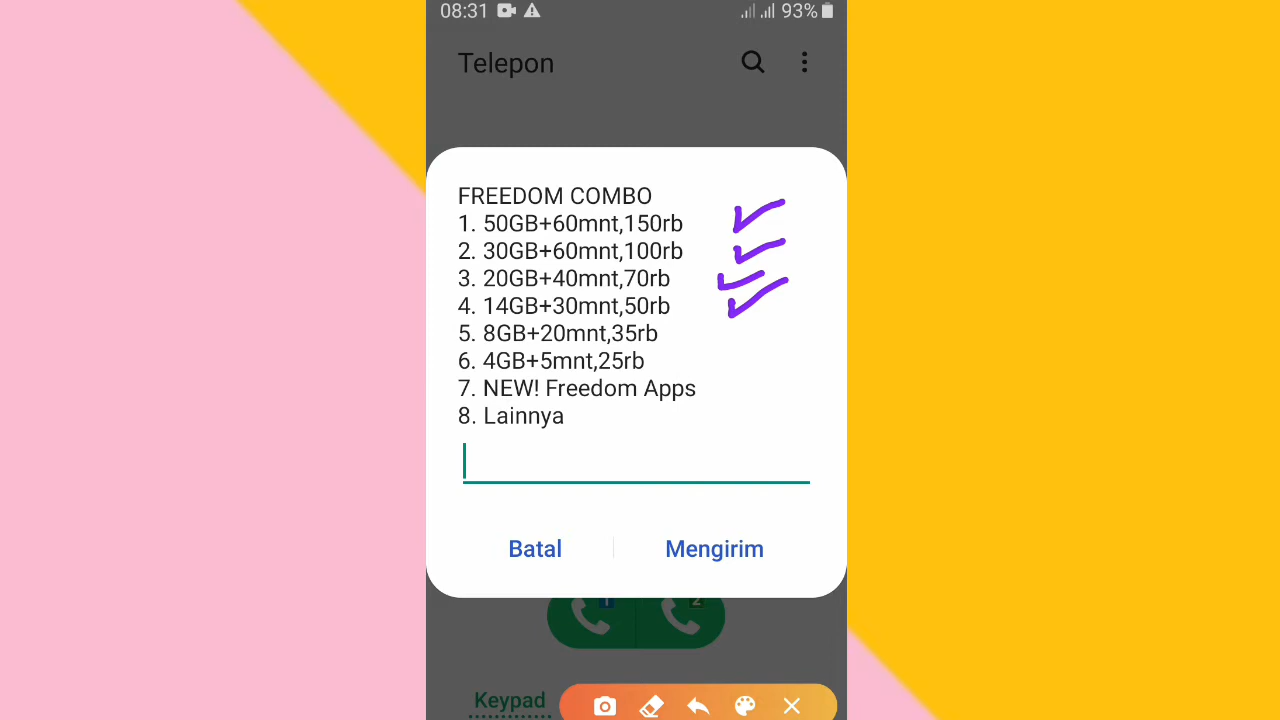 08:31 93%
Telepon
FREEDOM COMBO
1. 50GB+60mnt,150rb
2. 30GB+60mnt,100rb
3. 20GB+40mnt,70rb
4. 14GB+30mnt,50rb
5. 8GB+20mnt,35rb
6. 4GB+5mnt,25rb
7. NEW! Freedom Apps
8. Lainnya
Batal Mengirim
1 2
Keypad